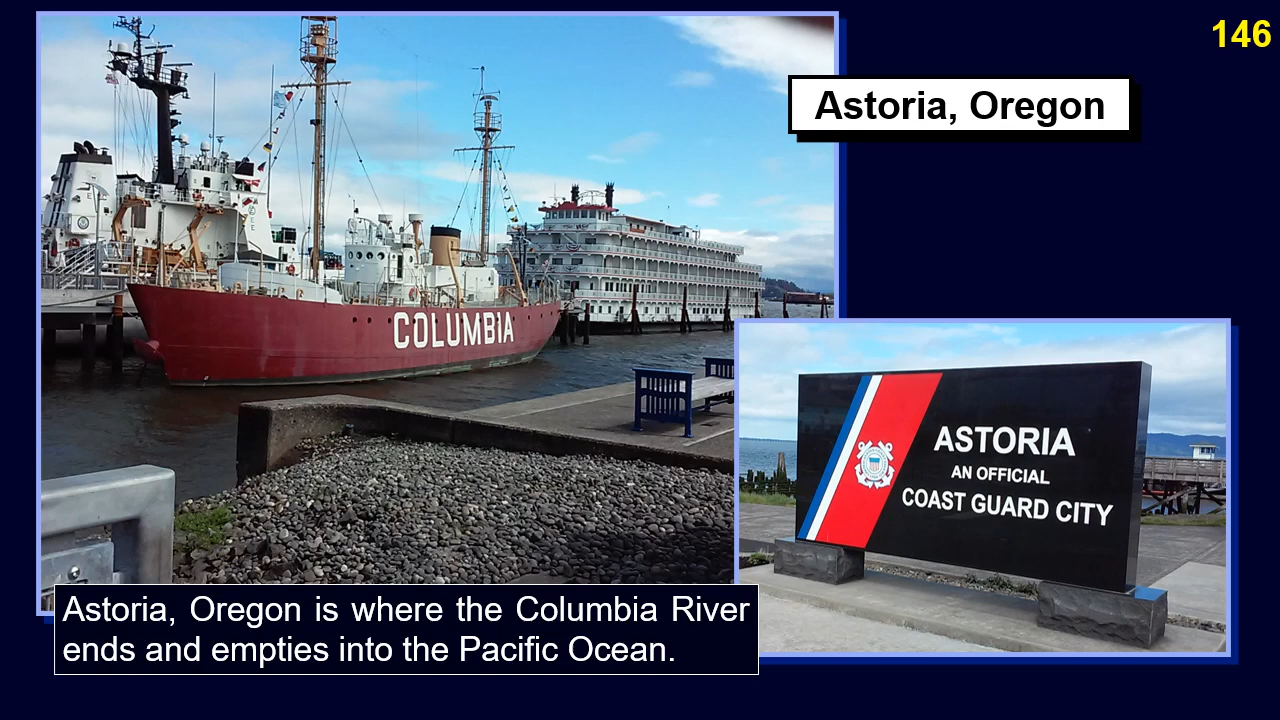 146
Astoria, Oregon
COLUMBIA
ASTORIA
AN OFFICIAL
COAST GUARD CITY
Astoria, Oregon is where the Columbia River
ends and empties into the Pacific Ocean.